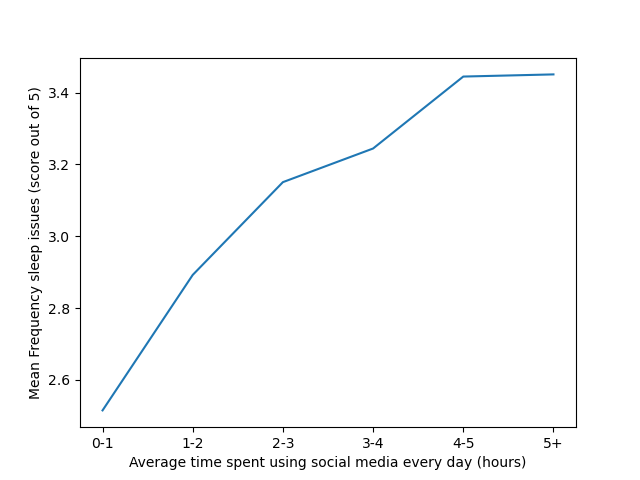 Mean Frequency sleep issues (score out of 5)
3.4
3.2
3.0
2.8
2.6
0-1 1-2 2-3 3-4 4-5 5+
Average time spent using social media every day (hours)